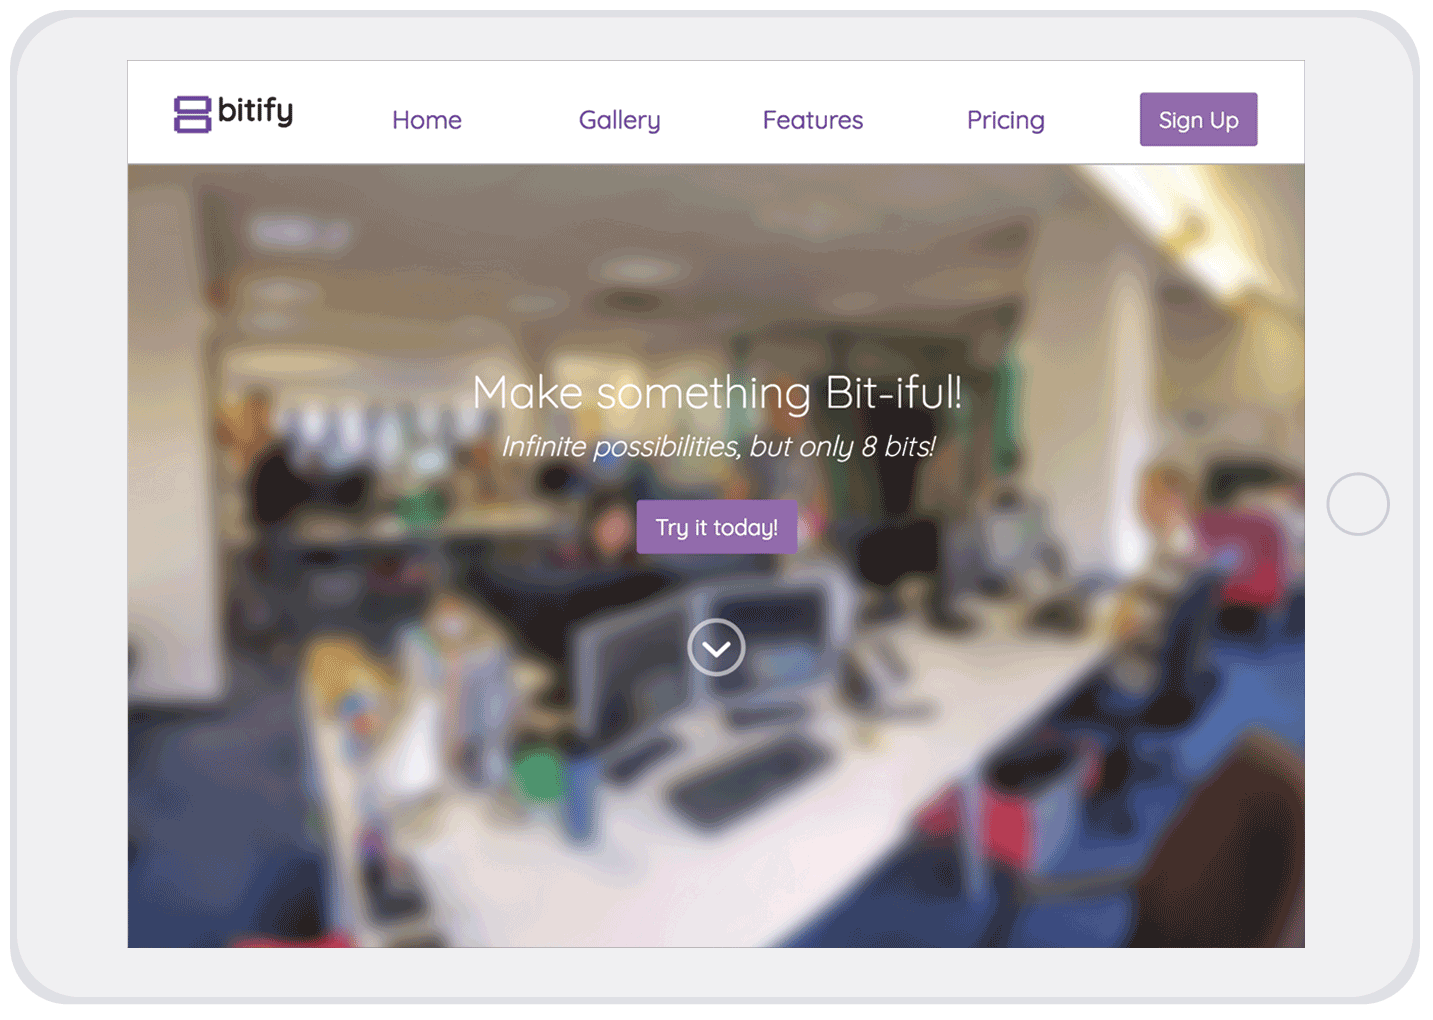 bitify
Home
Gallery
Features
Pricing
Sign Up
Make something Bit-iful!
Infinite possibilities, but only 8 bits!
Try it today!